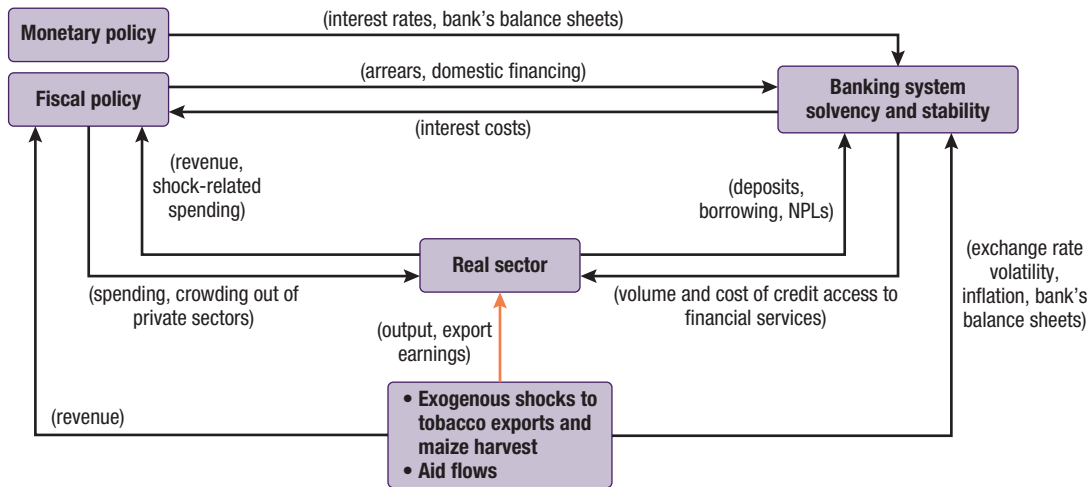 (interest rates, bank's balance sheets)
Monetary policy
(arrears, domestic financing)
Fiscal policy
Banking system
solvency and stability
(interest costs)
(revenue,
shock-related
spending)
(deposits,
borrowing, NPLs)
(exchange rate
volatility,
inflation, bank's
balance sheets)
Real sector
(spending, crowding out of
private sectors)
(volume and cost of credit access to
financial services)
(output, export
earnings)
• Exogenous shocks to
tobacco exports and
maize harvest
• Aid flows
(revenue)